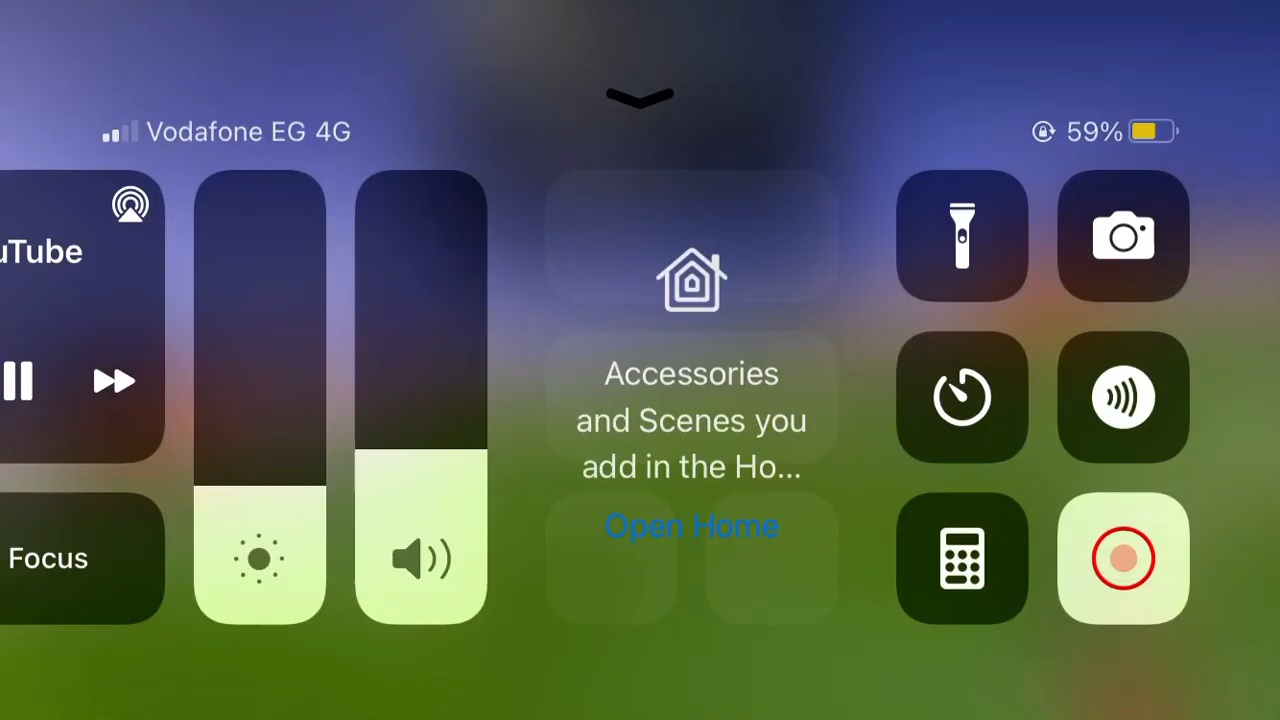 Vodafone EG 4G
59%
uTube
Focus
Accessories
and Scenes you
add in the Ho...
Open Home